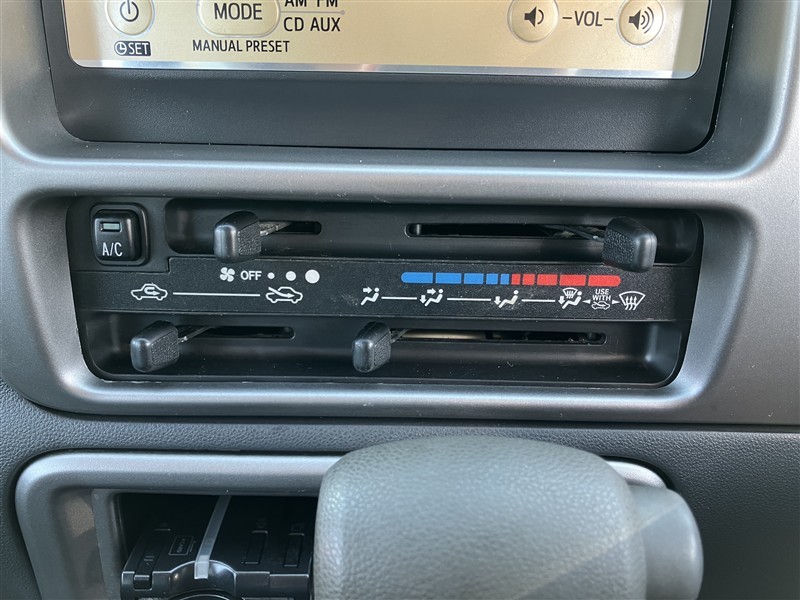 AM FM
MODE
CD AUX
-VOL-
SET
MANUAL PRESET
A/C
OFF
USE
WITH